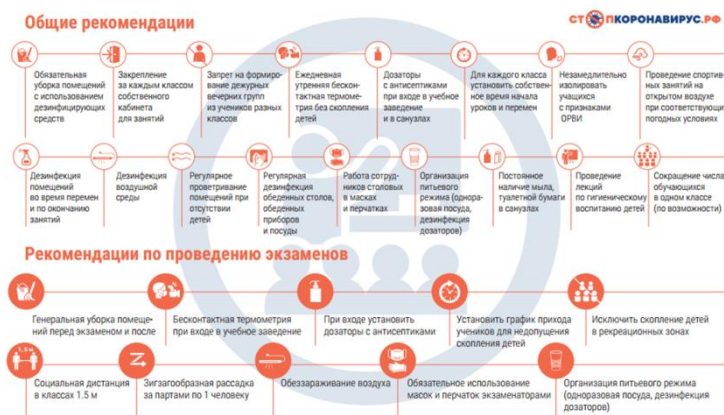 Общие рекомендации
СТ ПКОРОНАВИРУС.РФ
Обязательная
уборка помещений
с использованием
дезинфицирующих
средств
Закрепление
за каждым классом
собственного
кабинета
для занятий
Запрет на формиро-
вание дежурных
вечерних групп
из учеников разных
классов
Ежедневная
утренняя бескон-
тактная термоме-
трия без скопления
детей
Дозаторы
с антисептиками
при входе в учебное
заведение
и в санузлах
Для каждого класса
установить собствен-
ное время начала
уроков и перемен
Незамедлительно
изолировать
учащихся
с признаками
ОРВИ
Проведение спортив-
ных занятий на
открытом воздухе
при соответствующих
погодных условиях
Дезинфекция
помещений
во время перемен
и по окончанию
занятий
Дезинфекция
воздушной
среды
Регулярное
проветривание
помещений при
отсутствии
детей
Регулярная
дезинфекция
обеденных столов,
обеденных
приборов
и посуды
Работа сотруд-
ников столовых
в масках
и перчатках
Организация
питьевого
режима (однора-
зовая посуда,
дезинфекция
дозаторов)
Постоянное
наличие мыла,
туалетной бумаги
в санузлах
Проведение
лекций
по гигиеническому
воспитанию детей
Сокращение числа
обучающихся
в одном классе
(по возможности)
Рекомендации по проведению экзаменов
Генеральная уборка помеще-
ний перед экзаменом и после
Бесконтактная термометрия
при входе в учебное заведение
При входе установить
дозаторы с антисептиками
Установить график прихода
учеников для недопущения
скопления детей
Исключить скопление детей
в рекреационных зонах
1,5 м
Социальная дистанция
в классах 1.5 м
Зигзагообразная рассадка
за партами по 1 человеку
Обеззараживание воздуха
Обязательное использование
масок и перчаток экзаменаторами
Организация питьевого режима
(одноразовая посуда, дезинфекция
дозаторов)